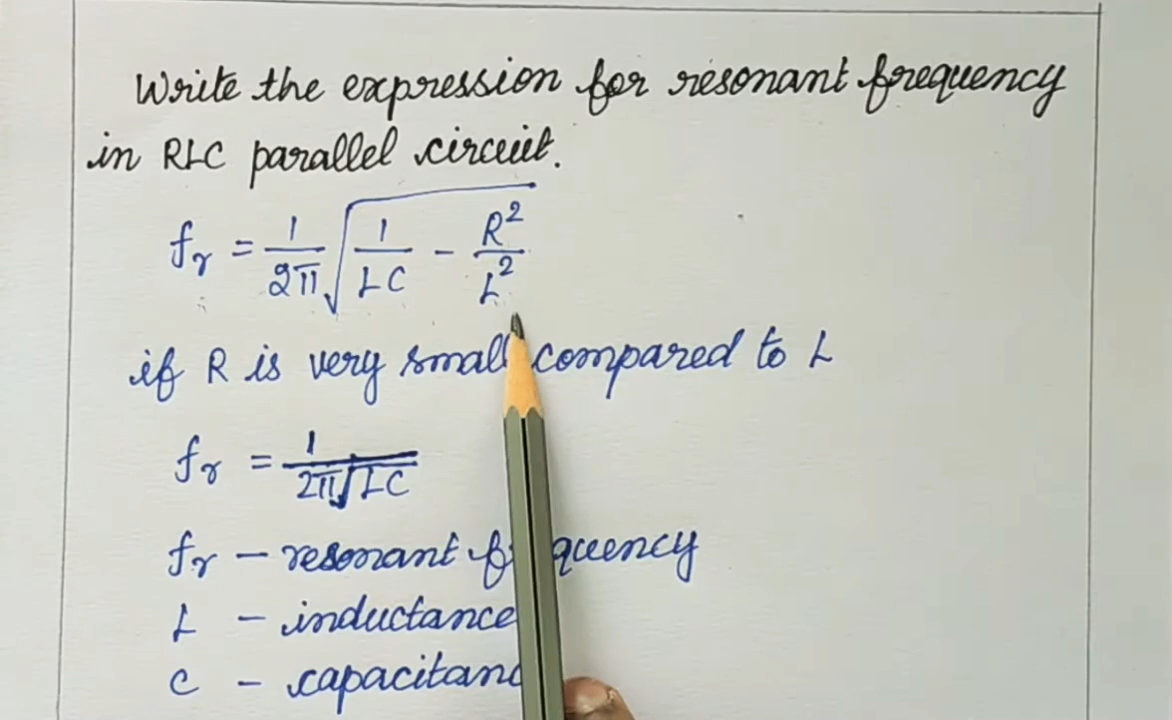 Write the expression for resonant frequency
in RLC parallel circuit.
fr = 1/2π √(1/LC - R²/L²)
if R is very small compared to L
fr = 1/2π√LC
fr - resonant
L - inductance
C -